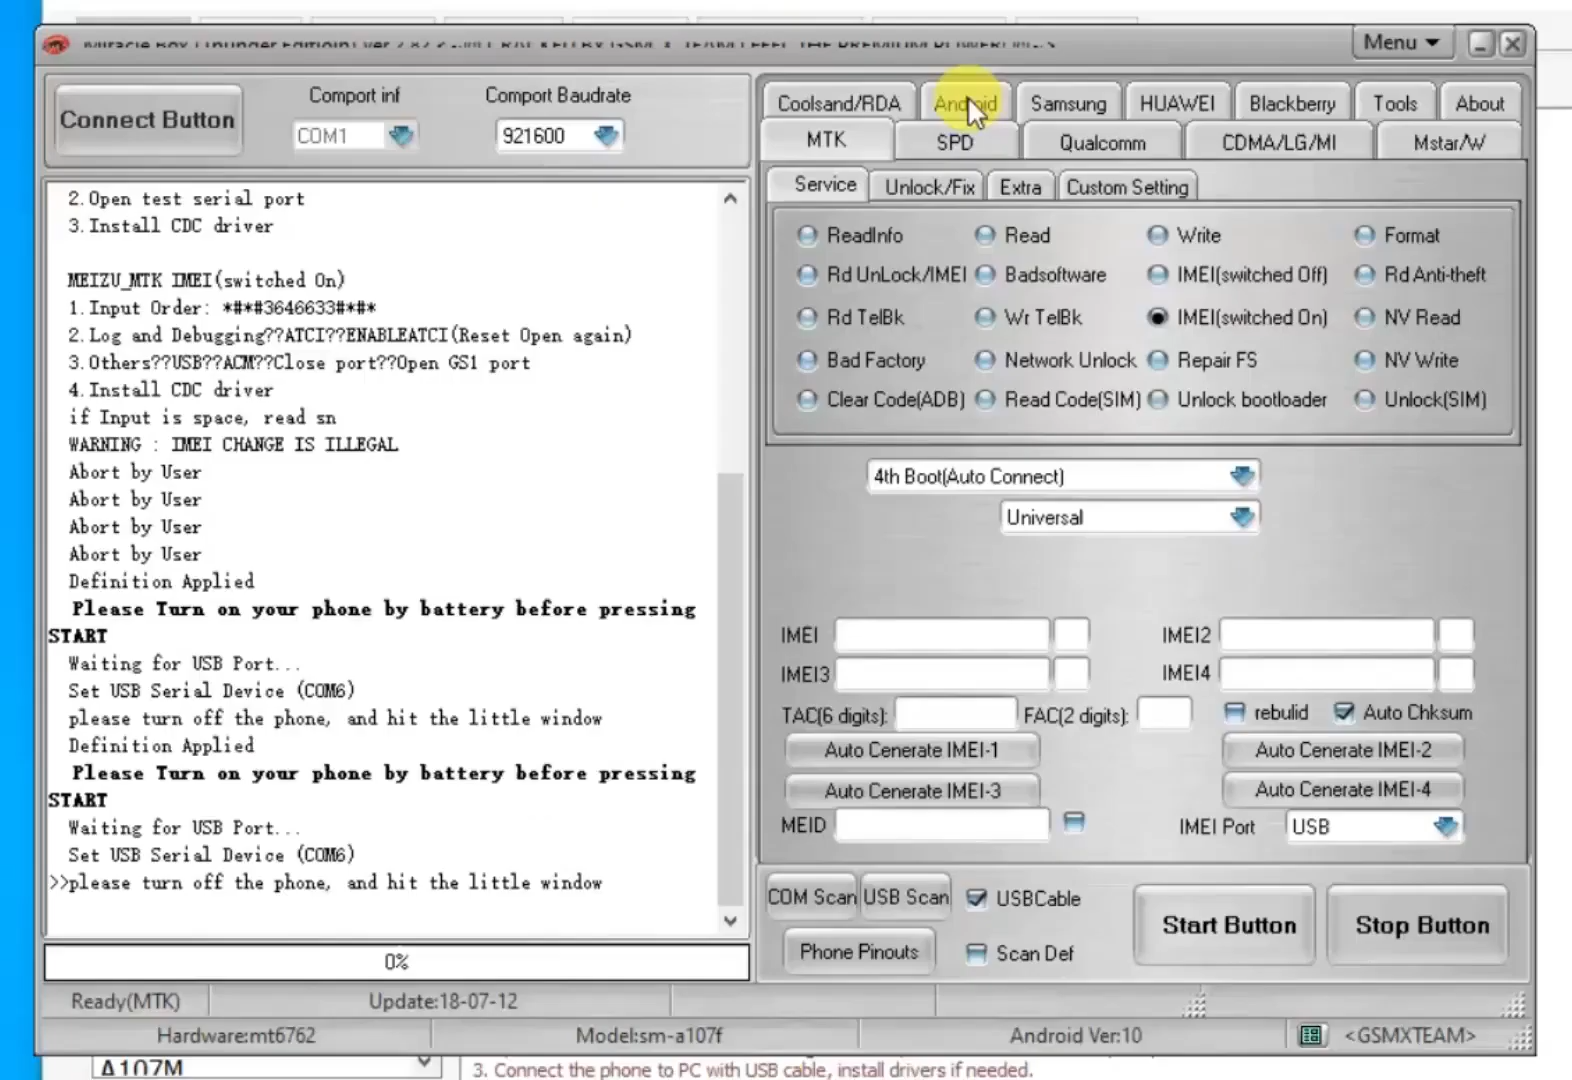 Menu
Connect Button
Comport inf
Comport Baudrate
COM1
921600
Coolsand/RDA
Android
Samsung
HUAWEI
Blackberry
Tools
About
MTK
SPD
Qualcomm
CDMA/LG/MI
Mstar/W
Service
Unlock/Fix
Extra
Custom Setting
2.Open test serial port
3.Install CDC driver
MEIZU_MTK IMEI(switched On)
1.Input Order: *#*#3646633#*#*
2.Log and Debugging??ATCI??ENABLEATCI(Reset Open again)
3.Others??USB??ACM??Close port??Open GS1 port
4.Install CDC driver
if Input is space, read sn
WARNING : IMEI CHANGE IS ILLEGAL
Abort by User
Abort by User
Abort by User
Abort by User
Definition Applied
Please Turn on your phone by battery before pressing
START
Waiting for USB Port...
Set USB Serial Device (COM6)
please turn off the phone, and hit the little window
Definition Applied
Please Turn on your phone by battery before pressing
START
Waiting for USB Port...
Set USB Serial Device (COM6)
>>please turn off the phone, and hit the little window
0%
ReadInfo
Read
Write
Format
Rd UnLock/IMEI
Badsoftware
IMEI(switched Off)
Rd Anti-theft
Rd TelBk
Wr TelBk
IMEI(switched On)
NV Read
Bad Factory
Network Unlock
Repair FS
NV Write
Clear Code(ADB)
Read Code(SIM)
Unlock bootloader
Unlock(SIM)
4th Boot(Auto Connect)
Universal
IMEI
IMEI2
IMEI3
IMEI4
TAC(6 digits):
FAC(2 digits):
rebulid
Auto Chksum
Auto Cenerate IMEI-1
Auto Cenerate IMEI-2
Auto Cenerate IMEI-3
Auto Cenerate IMEI-4
MEID
IMEI Port
USB
COM Scan
USB Scan
USBCable
Phone Pinouts
Scan Def
Start Button
Stop Button
Ready(MTK)
Update:18-07-12
Hardware:mt6762
Model:sm-a107f
Android Ver:10
<GSMXTEAM>
A107M
3. Connect the phone to PC with USB cable, install drivers if needed.